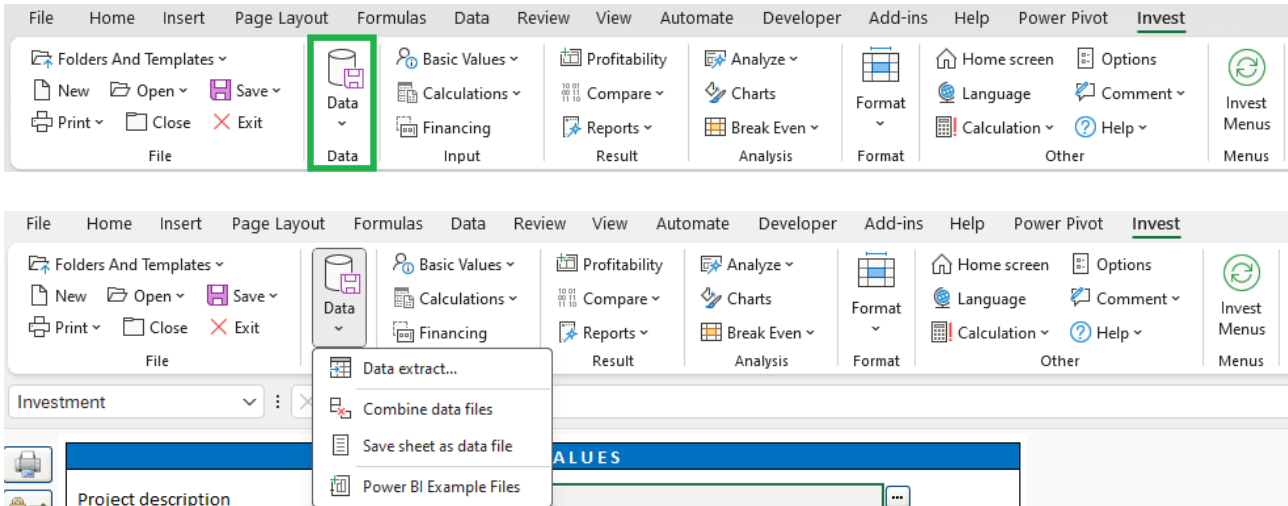 File Home Insert Page Layout Formulas Data Review View Automate Developer Add-ins Help Power Pivot Invest
Folders And Templates Data Basic Values Profitability Analyze Format Home screen Options Invest Menus
New Open Save Calculations Compare Charts Language Comment
Print Close Exit Financing Reports Break Even Calculation Help
File Data Input Result Analysis Format Other Menus
File Home Insert Page Layout Formulas Data Review View Automate Developer Add-ins Help Power Pivot Invest
Folders And Templates Data Basic Values Profitability Analyze Format Home screen Options Invest Menus
New Open Save Calculations Compare Charts Language Comment
Print Close Exit Financing Reports Break Even Calculation Help
File Result Analysis Format Other Menus
Data extract...
Investment
Combine data files
Save sheet as data file
ALUES
Power BI Example Files
Project description ...